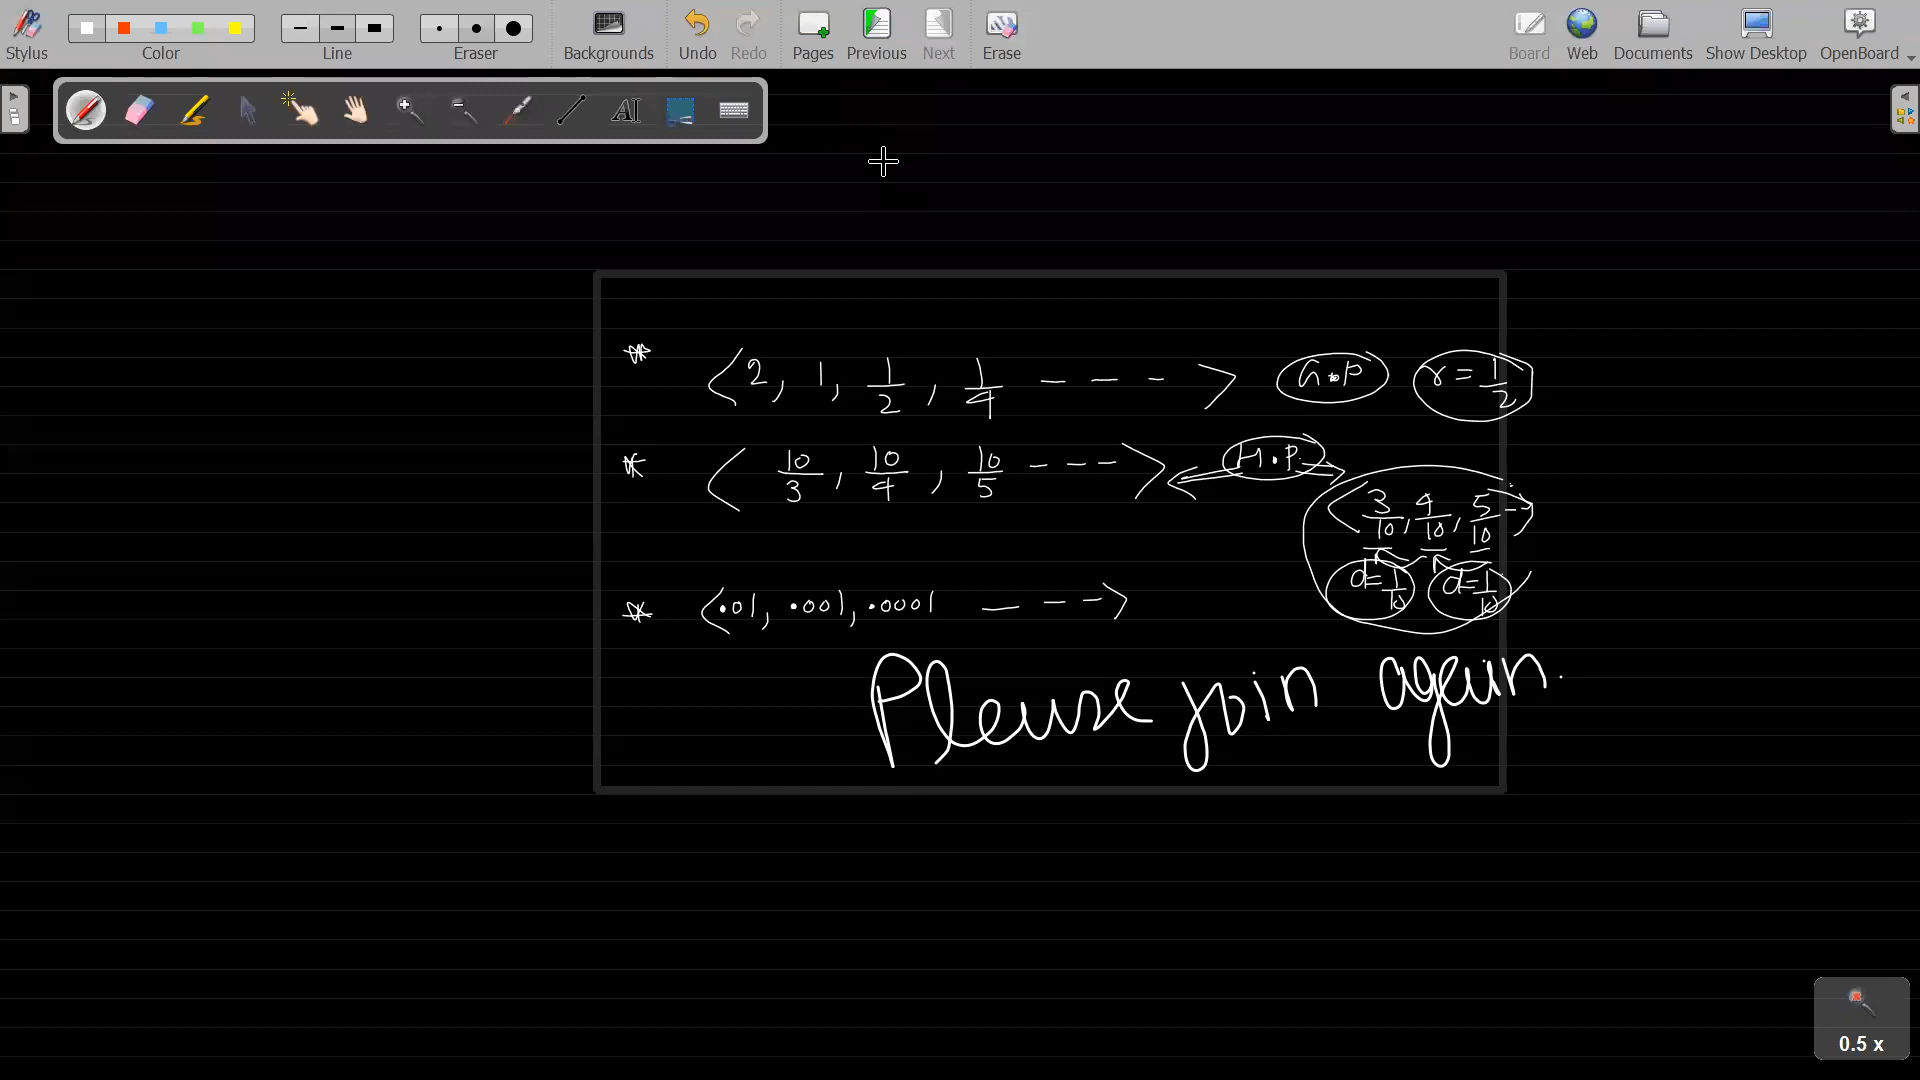 Stylus Color Line Eraser Backgrounds Undo Redo Pages Previous Next Erase Board Web Documents Show Desktop OpenBoard
AI
* <2, 1, 1/2, 1/4 - - - > G.P r = 1/2
* < 10/3, 10/4, 10/5 - - - > H.P.
<3/10, 4/10, 5/10 - ->
d=1/10 d=1/10
* <.01, .001, .0001 - - - >
Please join again.
0.5 x